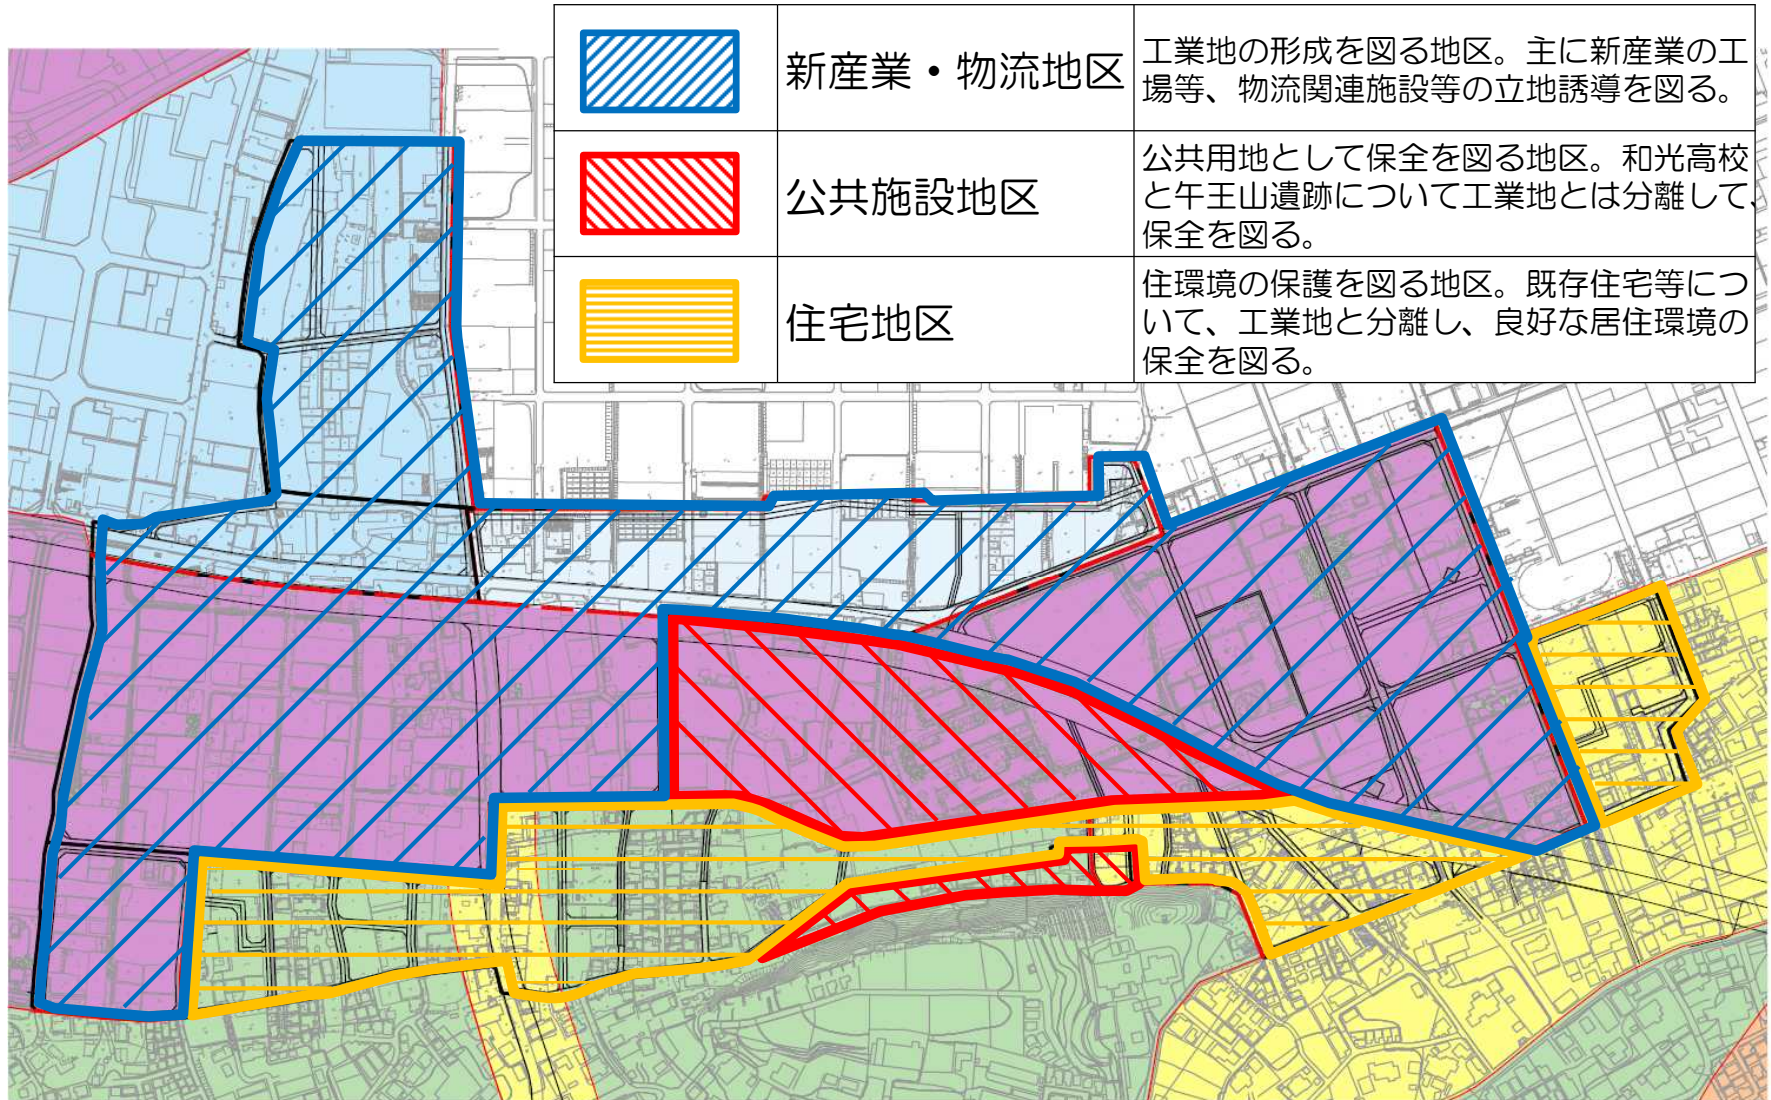 新産業・物流地区
工業地の形成を図る地区。主に新産業の工
場等、物流関連施設等の立地誘導を図る。
公共施設地区
公共用地として保全を図る地区。和光高校
と午王山遺跡について工業地とは分離して、
保全を図る。
住宅地区
住環境の保護を図る地区。既存住宅等につ
いて、工業地と分離し、良好な居住環境の
保全を図る。